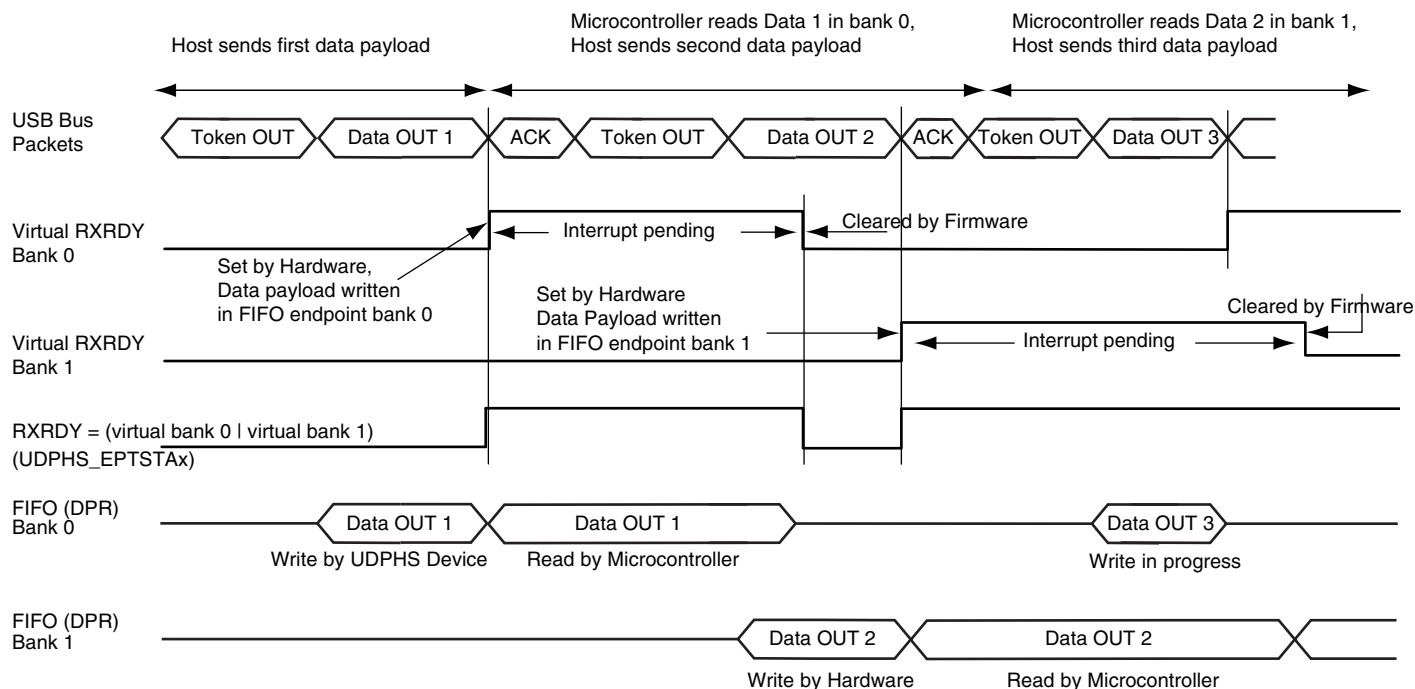 Host sends first data payload
Microcontroller reads Data 1 in bank 0,
Host sends second data payload
Microcontroller reads Data 2 in bank 1,
Host sends third data payload
USB Bus
Packets
Token OUT
Data OUT 1
ACK
Token OUT
Data OUT 2
ACK
Token OUT
Data OUT 3
Virtual RXRDY
Bank 0
Interrupt pending
Cleared by Firmware
Set by Hardware,
Data payload written
in FIFO endpoint bank 0
Set by Hardware
Data Payload written
in FIFO endpoint bank 1
Cleared by Firmware
Virtual RXRDY
Bank 1
Interrupt pending
RXRDY = (virtual bank 0 | virtual bank 1)
(UDPHS_EPTSTAx)
FIFO (DPR)
Bank 0
Data OUT 1
Data OUT 1
Data OUT 3
Write by UDPHS Device
Read by Microcontroller
Write in progress
FIFO (DPR)
Bank 1
Data OUT 2
Data OUT 2
Write by Hardware
Read by Microcontroller